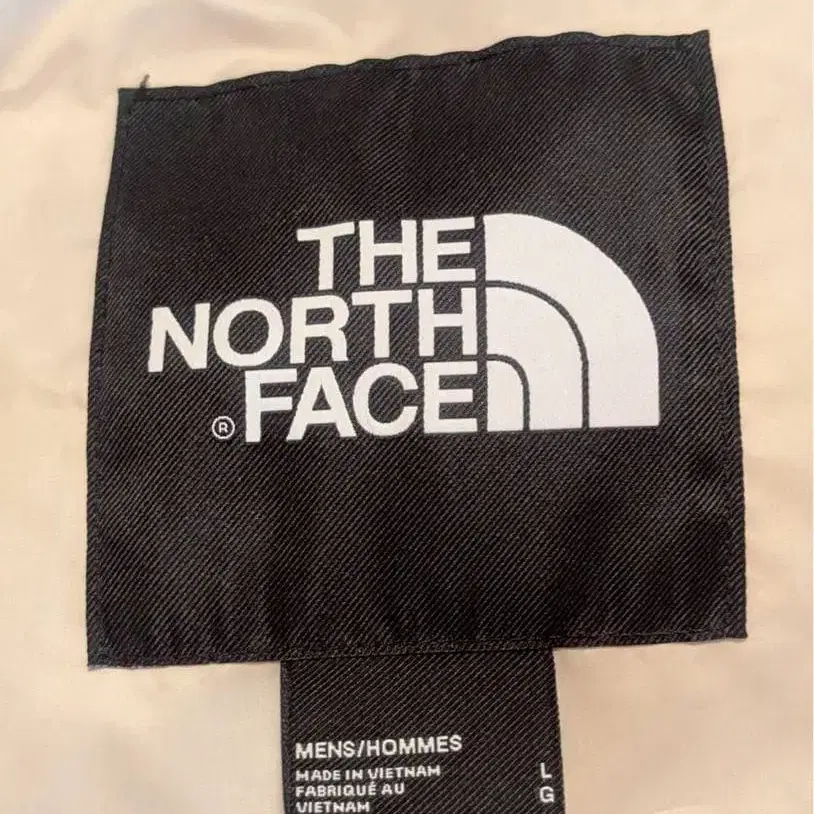 THE
NORTH
® FACE
MENS/HOMMES
MADE IN VIETNAM L
FABRIQUÉ AU G
VIETNAM